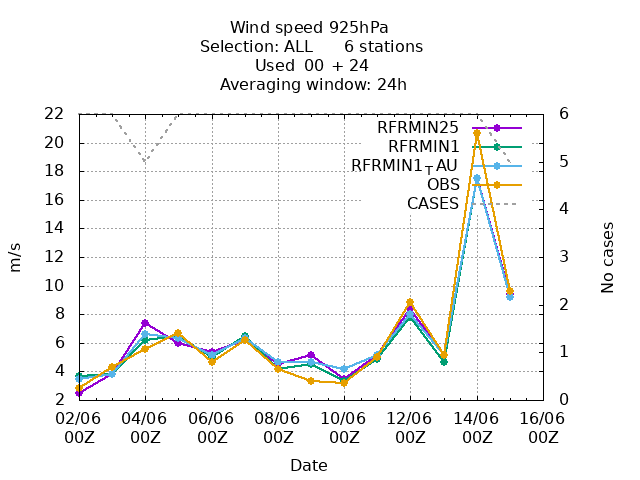 Wind speed 925hPa
Selection: ALL 6 stations
Used 00 + 24
Averaging window: 24h
22
20
18
16
14
12
10
8
6
4
2
m/s
6
5
4
3
2
1
0
No cases
RFRMIN25
RFRMIN1
RFRMIN1_TAU
OBS
CASES
02/06 04/06 06/06 08/06 10/06 12/06 14/06 16/06
00Z 00Z 00Z 00Z 00Z 00Z 00Z 00Z
Date